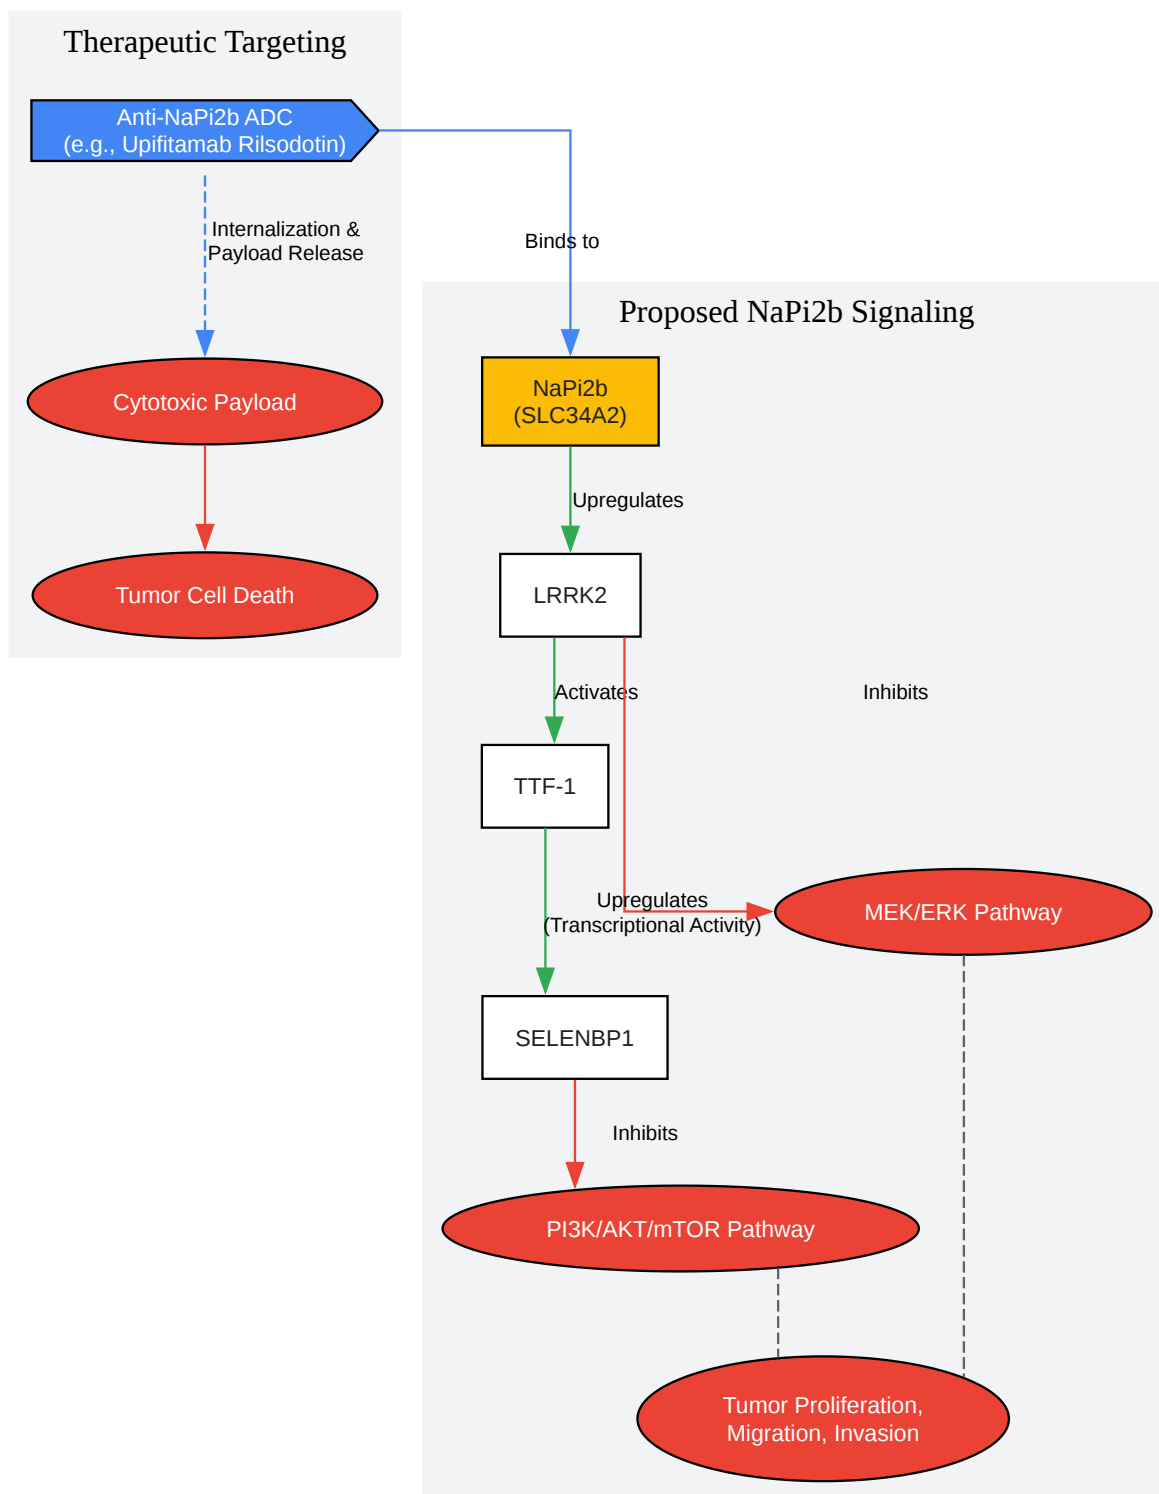 Therapeutic Targeting
Anti-NaPi2b ADC
(e.g., Upifitamab Rilsodotin)
Internalization &
Payload Release
Binds to
Cytotoxic Payload
Tumor Cell Death
Proposed NaPi2b Signaling
NaPi2b
(SLC34A2)
Upregulates
LRRK2
Activates
Inhibits
TTF-1
Upregulates
(Transcriptional Activity)
MEK/ERK Pathway
SELENBP1
Inhibits
PI3K/AKT/mTOR Pathway
Tumor Proliferation,
Migration, Invasion